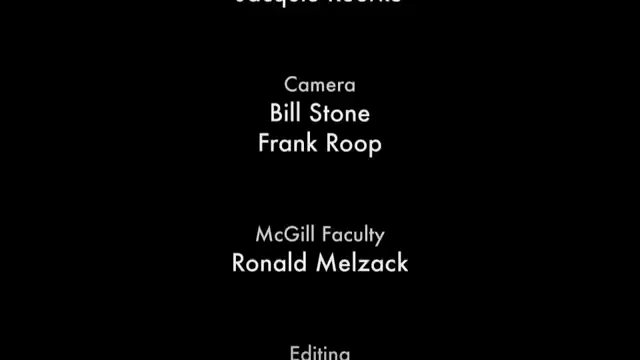 Camera
Bill Stone
Frank Roop
McGill Faculty
Ronald Melzack
Editing